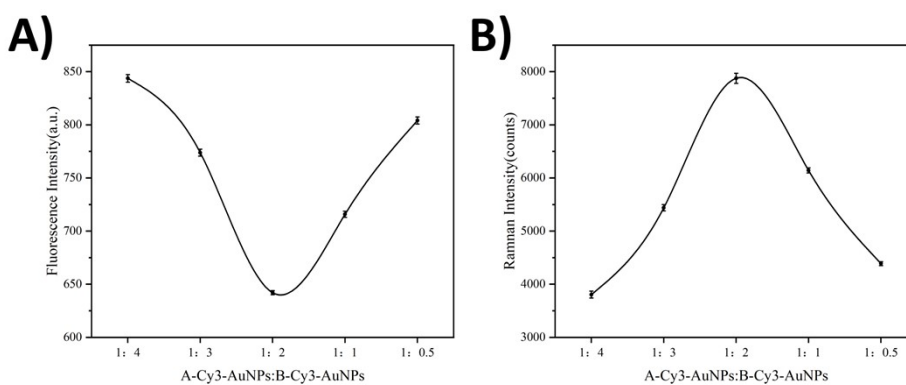 A)
850
800
750
700
650
600
Fluorescence Intensity(a.u.)
1: 4 1: 3 1: 2 1: 1 1: 0.5
A-Cy3-AuNPs:B-Cy3-AuNPs
B)
8000
7000
6000
5000
4000
3000
Ramnan Intensity(counts)
1: 4 1: 3 1: 2 1: 1 1: 0.5
A-Cy3-AuNPs:B-Cy3-AuNPs